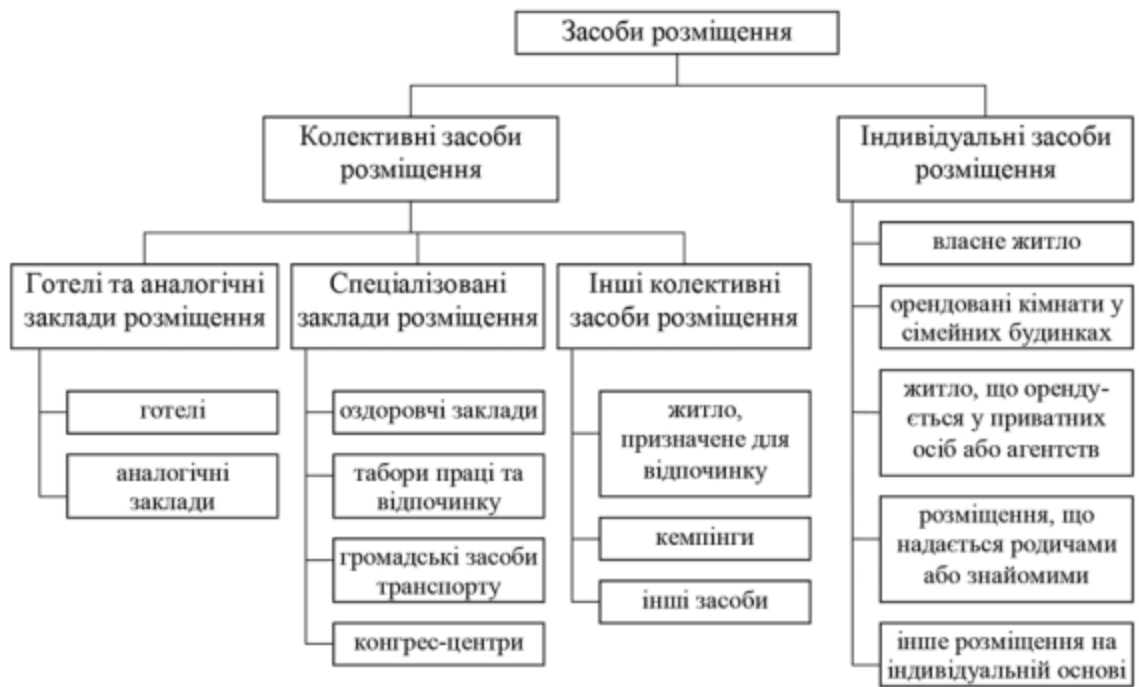 Засоби розміщення
Колективні засоби
розміщення
Індивідуальні засоби
розміщення
Готелі та аналогічні
заклади розміщення
готелі
аналогічні
заклади
Спеціалізовані
заклади розміщення
оздоровчі заклади
табори праці та
відпочинку
громадські засоби
транспорту
конгрес-центри
Інші колективні
засоби розміщення
житло,
призначене для
відпочинку
кемпінги
інші засоби
власне житло
орендовані кімнати у
сімейних будинках
житло, що оренду-
ється у приватних
осіб або агентств
розміщення, що
надається родичами
або знайомими
інше розміщення на
індивідуальній основі